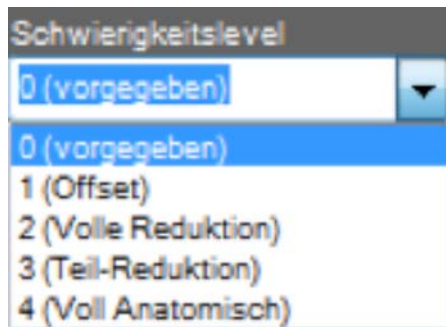 Schwierigkeitslevel
0 (vorgegeben)
0 (vorgegeben)
1 (Offset)
2 (Volle Reduktion)
3 (Teil-Reduktion)
4 (Voll Anatomisch)